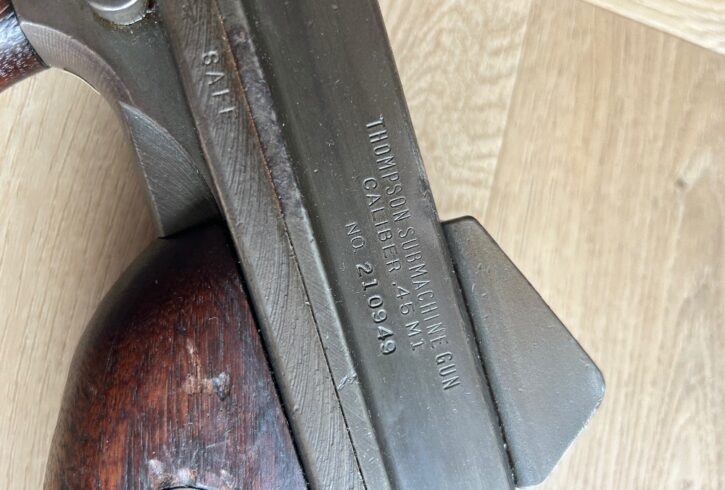 SAFE
THOMPSON SUBMACHINE GUN
CALIBER .45 M1
NO. 210949